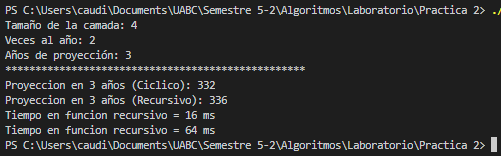 PS C:\Users\caudi\Documents\UABC\Semestre 5-2\Algoritmos\Laboratorio\Practica 2> ./
Tamaño de la camada: 4
Veces al año: 2
Años de proyección: 3
***************************************************
Proyeccion en 3 años (Ciclico): 332
Proyeccion en 3 años (Recursivo): 336
Tiempo en funcion recursivo = 16 ms
Tiempo en funcion recursivo = 64 ms
PS C:\Users\caudi\Documents\UABC\Semestre 5-2\Algoritmos\Laboratorio\Practica 2>